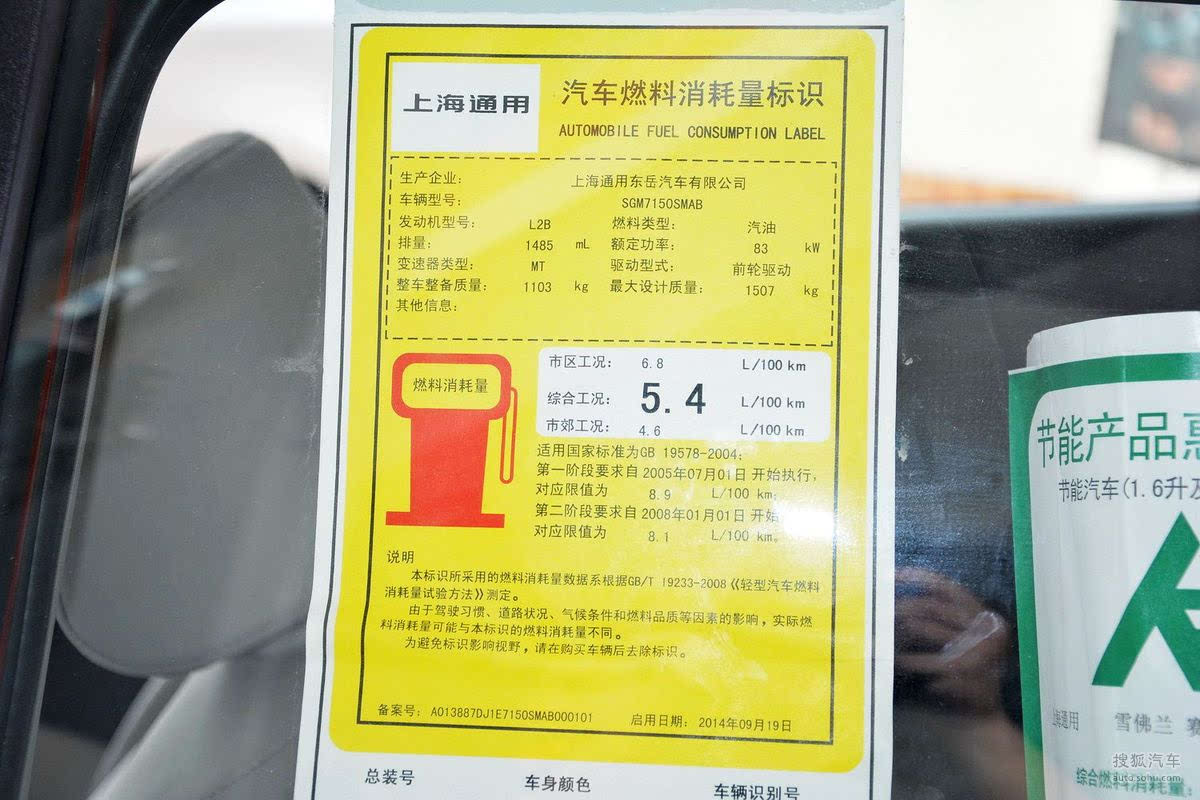 上海通用
汽车燃料消耗量标识
AUTOMOBILE FUEL CONSUMPTION LABEL
生产企业: 上海通用东岳汽车有限公司
车辆型号: SGM7150SMAB
发动机型号: L2B 燃料类型: 汽油
排量: 1485 mL 额定功率: 83 kW
变速器类型: MT 驱动型式: 前轮驱动
整车整备质量: 1103 kg 最大设计质量: 1507 kg
其他信息:
燃料消耗量
市区工况: 6.8 L/100 km
综合工况: 5.4 L/100 km
市郊工况: 4.6 L/100 km
适用国家标准为GB 19578-2004;
第一阶段要求自 2005年07月01日 开始执行,
对应限值为 8.9 L/100 km;
第二阶段要求自 2008年01月01日 开始
对应限值为 8.1 L/100 km。
说明
本标识所采用的燃料消耗量数据系根据GB/T 19233-2008《轻型汽车燃料
消耗量试验方法》测定。
由于驾驶习惯、道路状况、气候条件和燃料品质等因素的影响，实际燃
料消耗量可能与本标识的燃料消耗量不同。
为避免标识影响视野，请在购买车辆后去除标识。
备案号: A013887DJ1E7150SMAB000101 启用日期: 2014年09月19日
总装号 车身颜色 车辆识别号
节能产品惠
节能汽车(1.6升万
上海通用 雪佛兰 赛
综合燃料消耗量:
搜狐汽车
auto.sohu.com